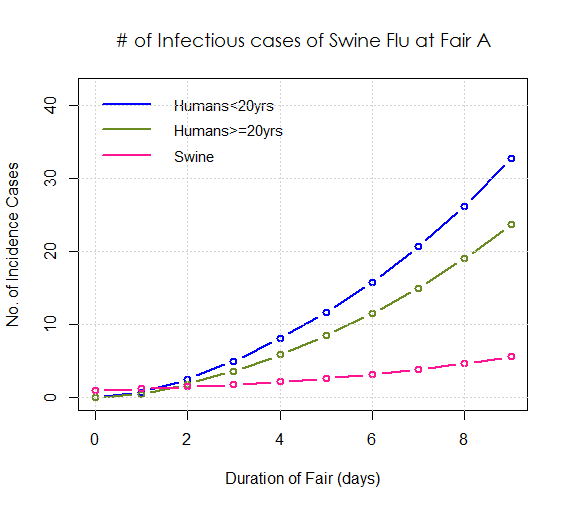 # of Infectious cases of Swine Flu at Fair A
Humans<20yrs
Humans>=20yrs
Swine
No. of Incidence Cases
40
30
20
10
0
0 2 4 6 8
Duration of Fair (days)